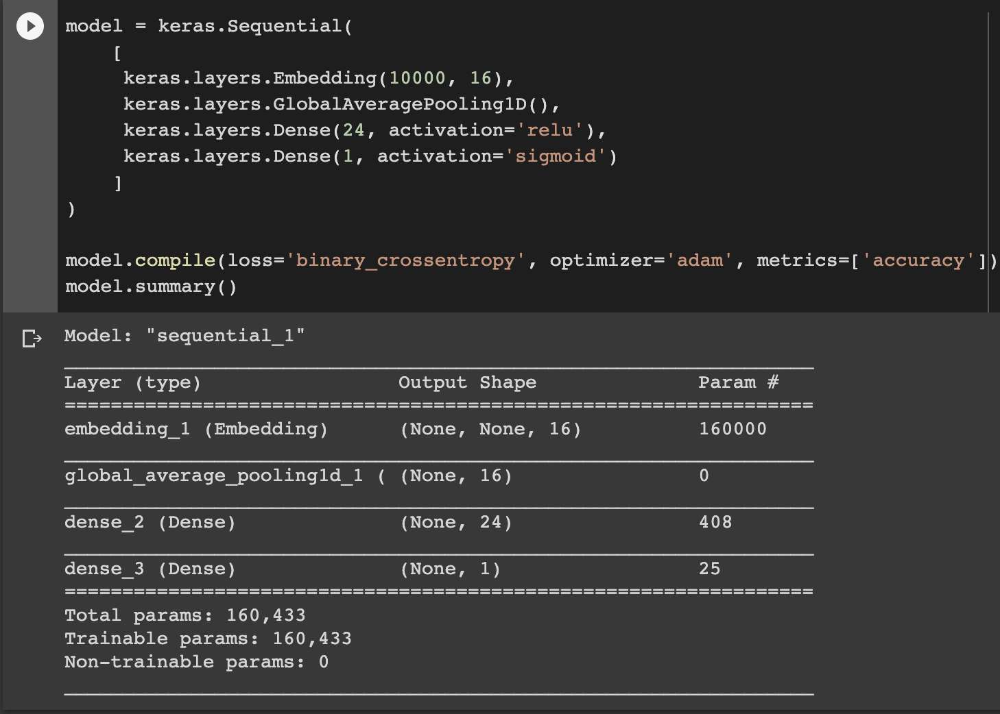 model = keras.Sequential(
    [
     keras.layers.Embedding(10000, 16),
     keras.layers.GlobalAveragePooling1D(),
     keras.layers.Dense(24, activation='relu'),
     keras.layers.Dense(1, activation='sigmoid')
    ]
)

model.compile(loss='binary_crossentropy', optimizer='adam', metrics=['accuracy'])
model.summary()
Model: "sequential_1"
_________________________________________________________________
Layer (type)                 Output Shape              Param #
=================================================================
embedding_1 (Embedding)      (None, None, 16)          160000
_________________________________________________________________
global_average_pooling1d_1 ( (None, 16)                0
_________________________________________________________________
dense_2 (Dense)              (None, 24)                408
_________________________________________________________________
dense_3 (Dense)              (None, 1)                 25
=================================================================
Total params: 160,433
Trainable params: 160,433
Non-trainable params: 0
_________________________________________________________________